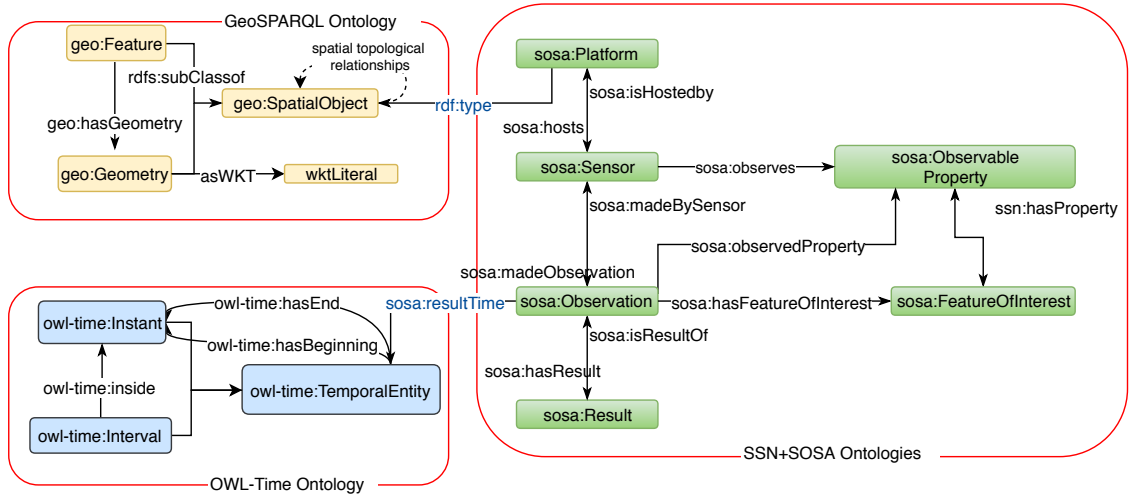 GeoSPARQL Ontology
geo:Feature
spatial topological
relationships
rdfs:subClassof
geo:SpatialObject
geo:hasGeometry
geo:Geometry
asWKT
wktLiteral
rdf:type
sosa:Platform
sosa:isHostedby
sosa:hosts
sosa:Sensor
sosa:observes
sosa:Observable
Property
sosa:madeBySensor
ssn:hasProperty
sosa:observedProperty
sosa:madeObservation
sosa:resultTime
sosa:Observation
sosa:hasFeatureOfInterest
sosa:FeatureOfInterest
sosa:isResultOf
sosa:hasResult
sosa:Result
SSN+SOSA Ontologies
owl-time:hasEnd
owl-time:Instant
owl-time:hasBeginning
owl-time:inside
owl-time:TemporalEntity
owl-time:Interval
OWL-Time Ontology